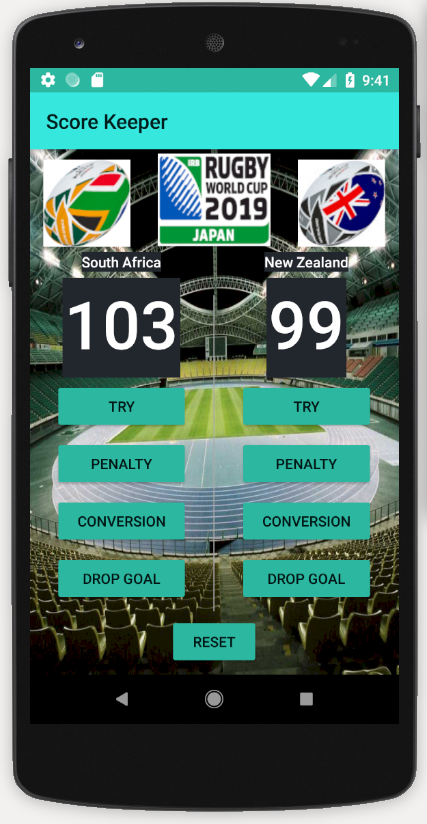 9:41
Score Keeper
IRB
RUGBY
WORLD CUP
2019
JAPAN
South Africa New Zealand
103 99
TRY TRY
PENALTY PENALTY
CONVERSION CONVERSION
DROP GOAL DROP GOAL
RESET